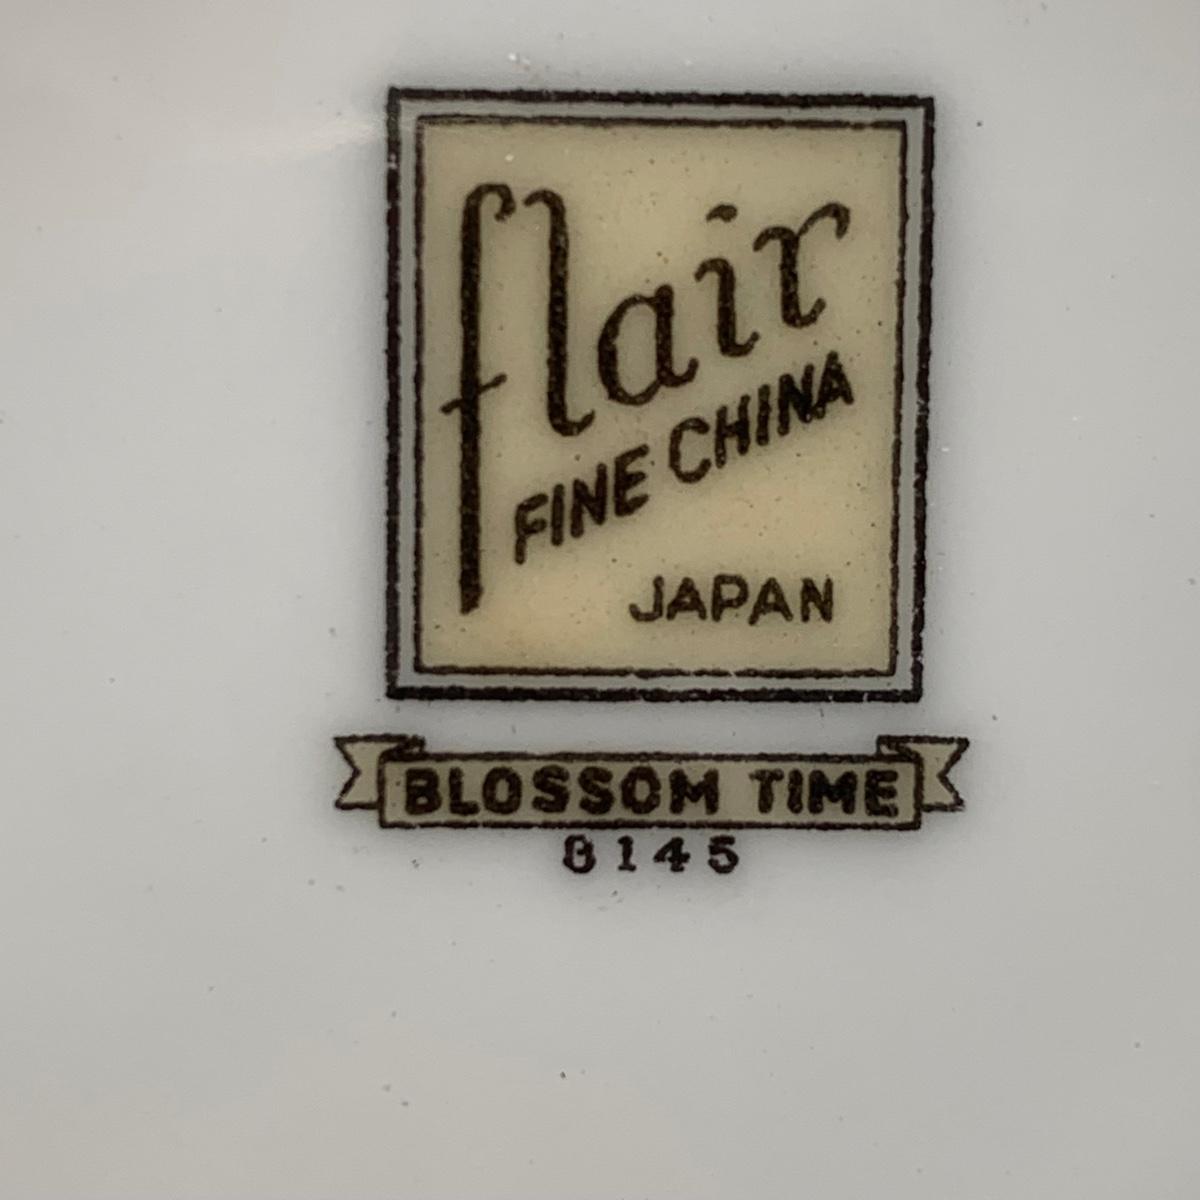 flair
FINE CHINA
JAPAN
BLOSSOM TIME
8145